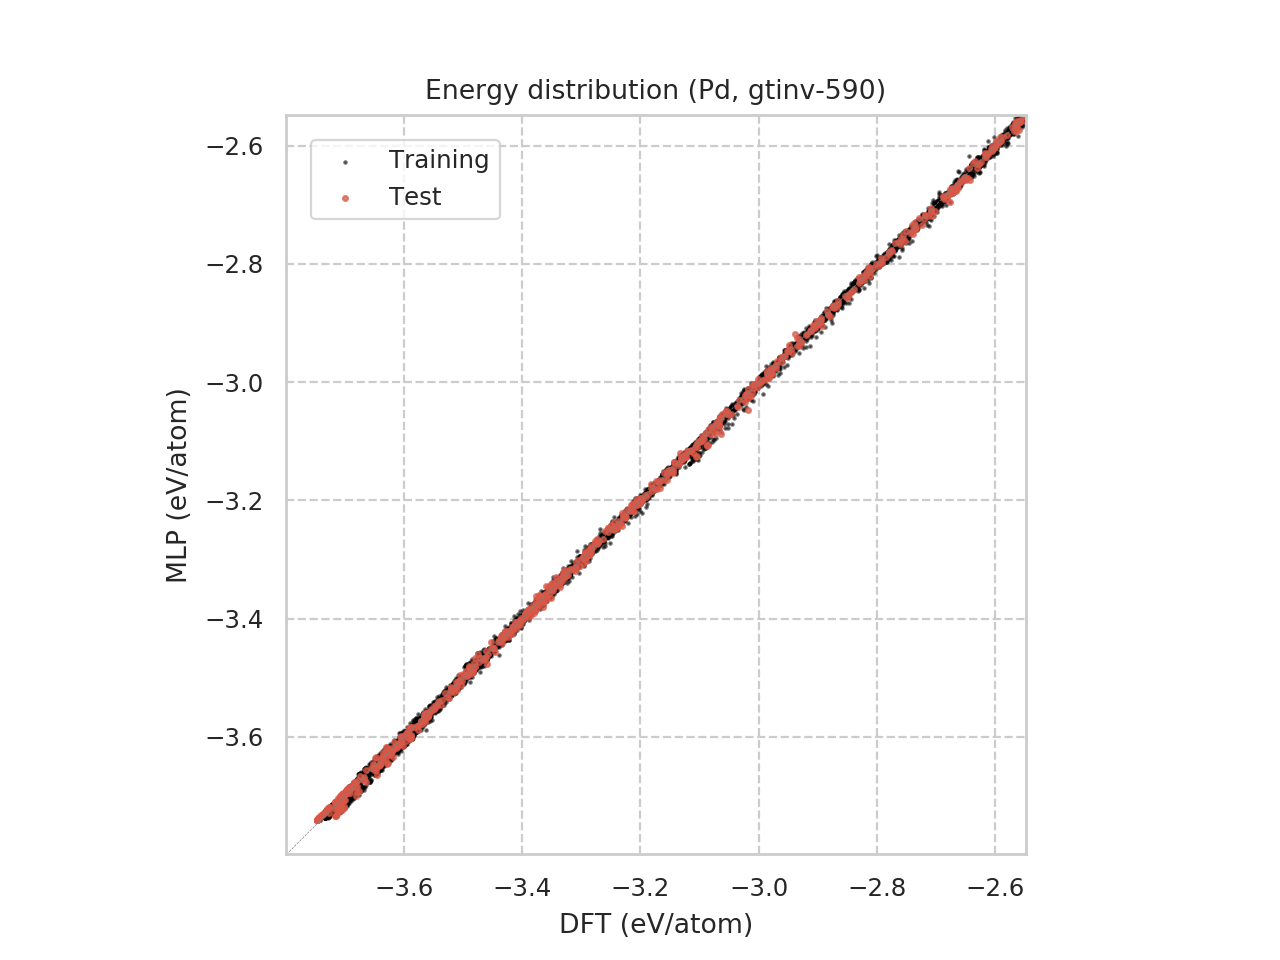 Energy distribution (Pd, gtinv-590)
Training
Test
−2.6
−2.8
−3.0
−3.2
−3.4
−3.6
MLP (eV/atom)
−3.6 −3.4 −3.2 −3.0 −2.8 −2.6
DFT (eV/atom)